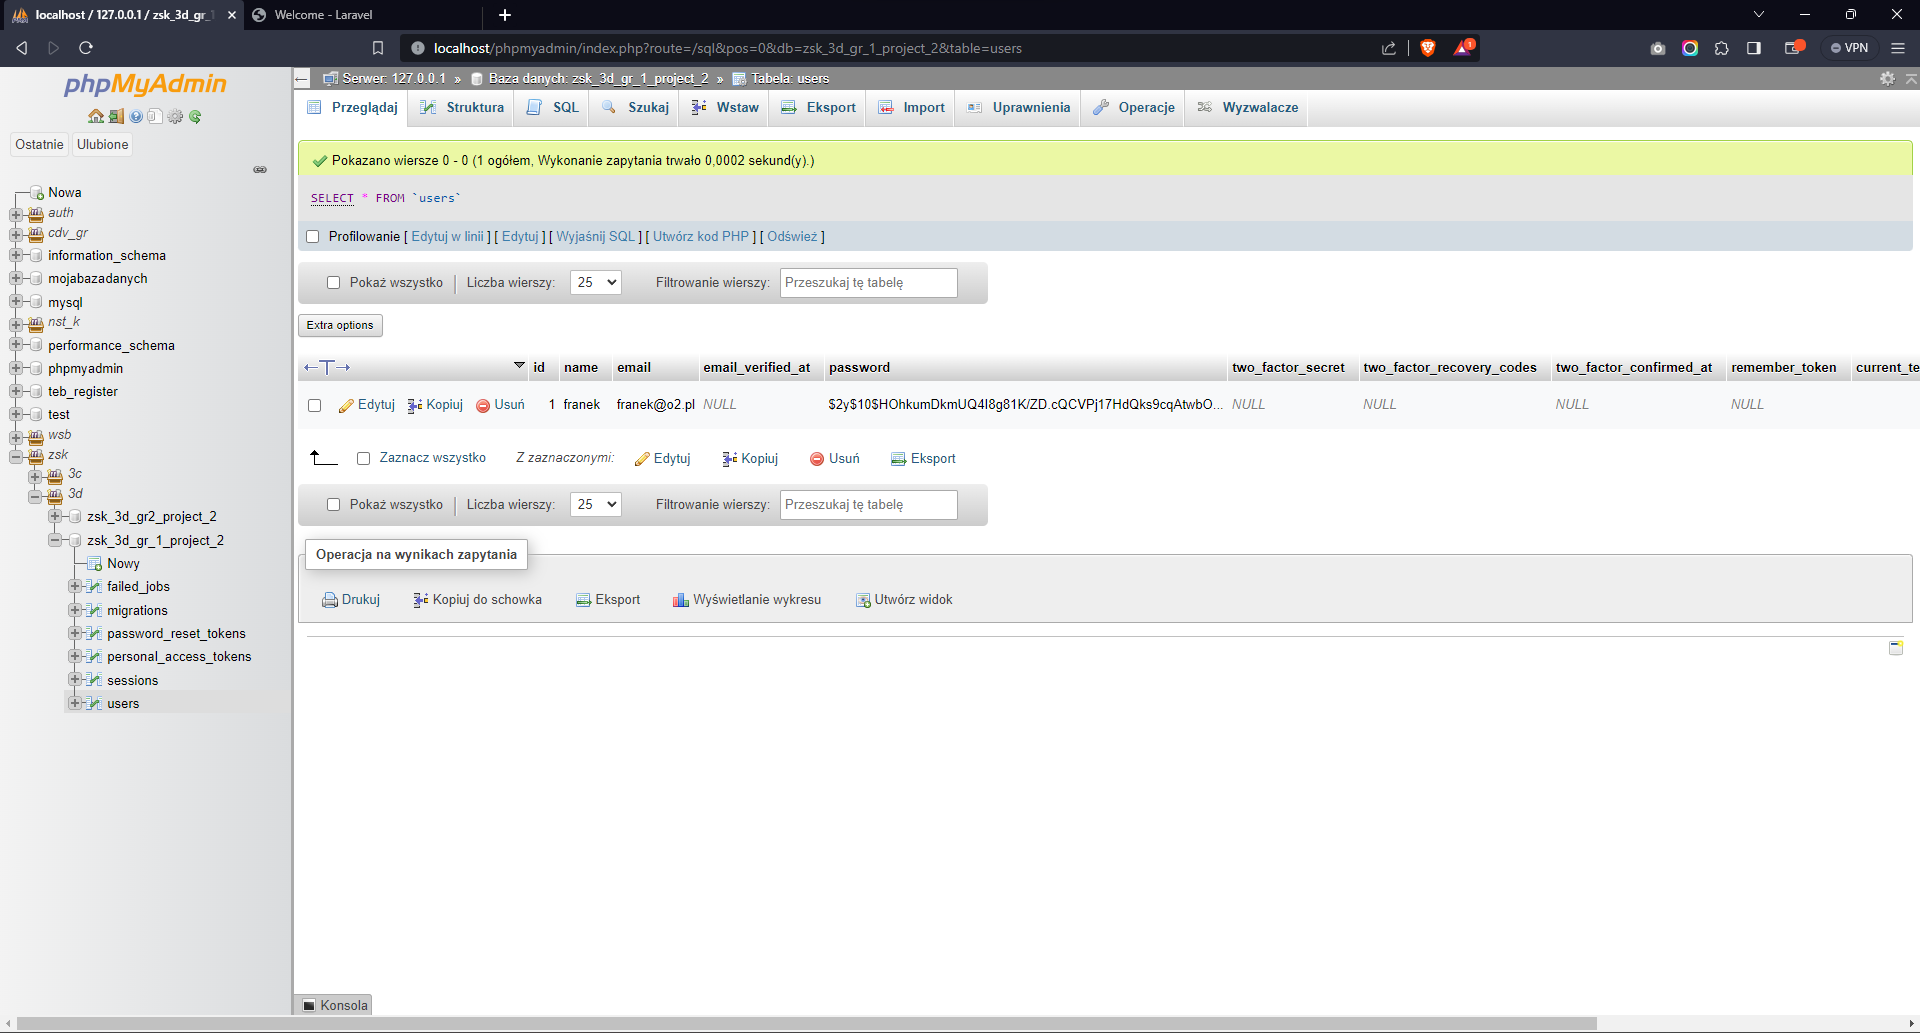 localhost / 127.0.0.1 / zsk_3d_gr_1
Welcome - Laravel
localhost/phpmyadmin/index.php?route=/sql&pos=0&db=zsk_3d_gr_1_project_2&table=users
1
VPN
phpMyAdmin
Ostatnie
Ulubione
Nowa
auth
cdv_gr
information_schema
mojabazadanych
mysql
nst_k
performance_schema
phpmyadmin
teb_register
test
wsb
zsk
3c
3d
zsk_3d_gr2_project_2
zsk_3d_gr_1_project_2
Nowy
failed_jobs
migrations
password_reset_tokens
personal_access_tokens
sessions
users
Serwer: 127.0.0.1 » Baza danych: zsk_3d_gr_1_project_2 » Tabela: users
Przeglądaj Struktura SQL Szukaj Wstaw Eksport Import Uprawnienia Operacje Wyzwalacze
Pokazano wiersze 0 - 0 (1 ogółem, Wykonanie zapytania trwało 0,0002 sekund(y).)
SELECT * FROM `users`
Profilowanie [ Edytuj w linii ] [ Edytuj ] [ Wyjaśnij SQL ] [ Utwórz kod PHP ] [ Odśwież ]
Pokaż wszystko Liczba wierszy: 25 Filtrowanie wierszy: Przeszukaj tę tabelę
Extra options
id name email email_verified_at password two_factor_secret two_factor_recovery_codes two_factor_confirmed_at remember_token current_te
Edytuj Kopiuj Usuń 1 franek franek@o2.pl NULL $2y$10$HOhkumDkmUQ4I8g81K/ZD.cQCVPj17HdQks9cqAtwbO... NULL NULL NULL NULL
Zaznacz wszystko Z zaznaczonymi: Edytuj Kopiuj Usuń Eksport
Pokaż wszystko Liczba wierszy: 25 Filtrowanie wierszy: Przeszukaj tę tabelę
Operacja na wynikach zapytania
Drukuj Kopiuj do schowka Eksport Wyświetlanie wykresu Utwórz widok
Konsola